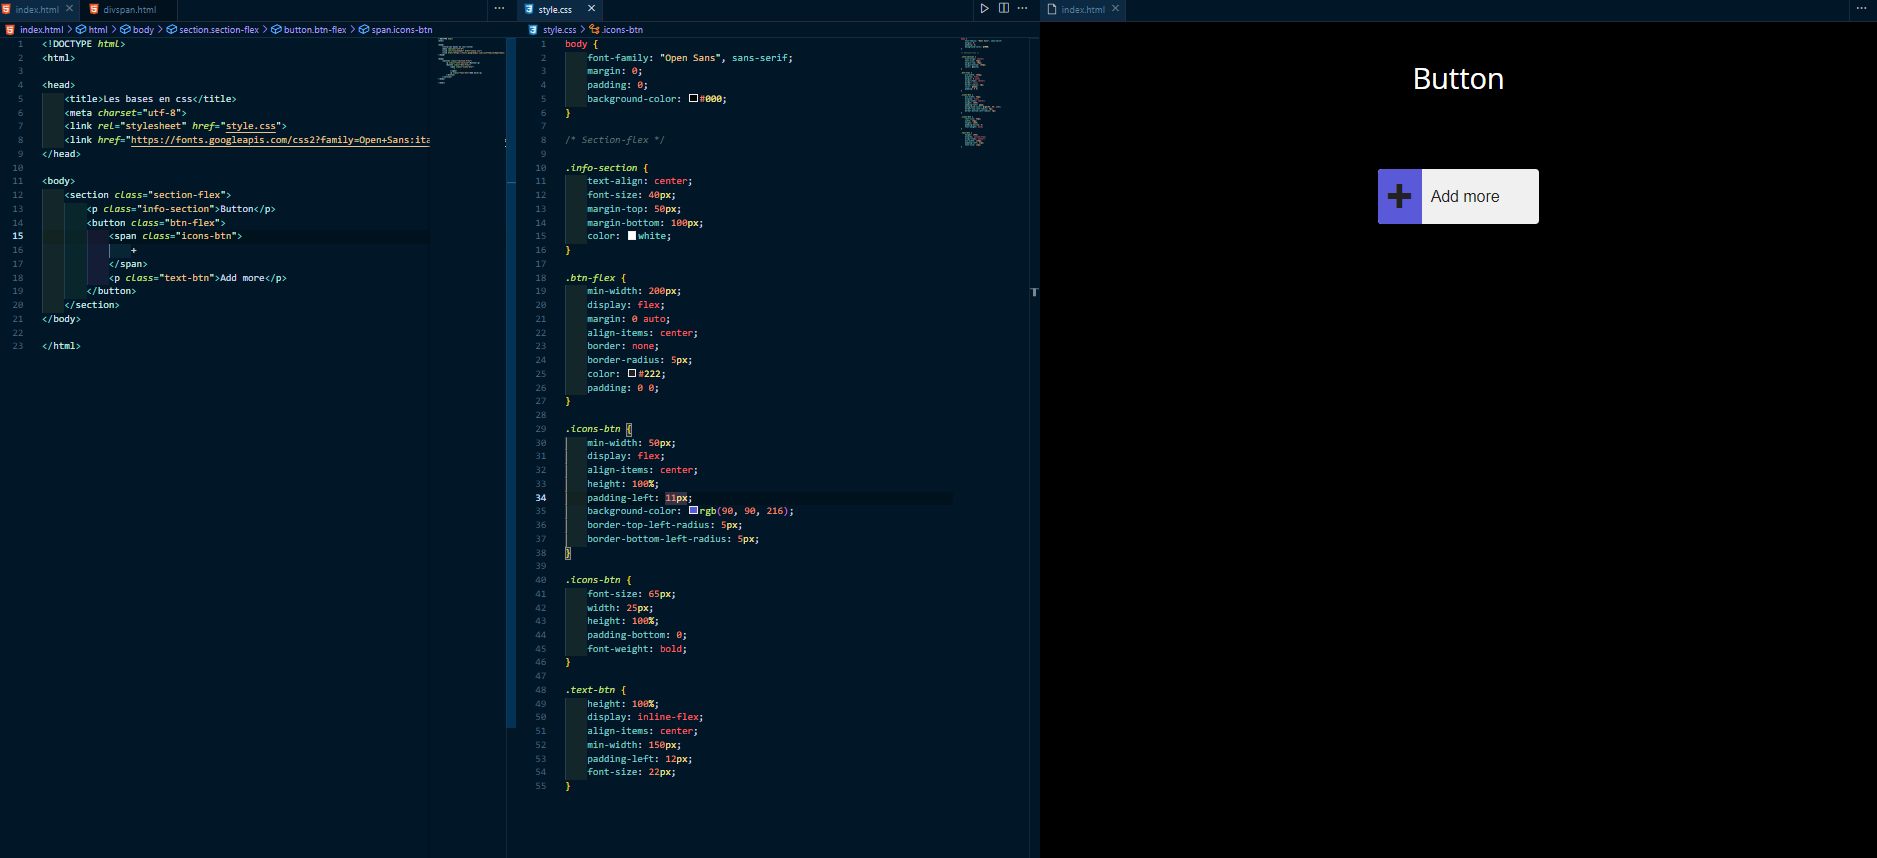 index.html
divspan.html
index.html > html > body > section.section-flex > button.btn-flex > span.icons-btn
1 <!DOCTYPE html>
2 <html>
3
4 <head>
5 <title>Les bases en css</title>
6 <meta charset="utf-8">
7 <link rel="stylesheet" href="style.css">
8 <link href="https://fonts.googleapis.com/css2?family=Open+Sans:ita
9 </head>
10
11 <body>
12 <section class="section-flex">
13 <p class="info-section">Button</p>
14 <button class="btn-flex">
15 <span class="icons-btn">
16 +
17 </span>
18 <p class="text-btn">Add more</p>
19 </button>
20 </section>
21 </body>
22
23 </html>
style.css
style.css > .icons-btn
1 body {
2 font-family: "Open Sans", sans-serif;
3 margin: 0;
4 padding: 0;
5 background-color: #000;
6 }
7
8 /* Section-flex */
9
10 .info-section {
11 text-align: center;
12 font-size: 40px;
13 margin-top: 50px;
14 margin-bottom: 100px;
15 color: white;
16 }
17
18 .btn-flex {
19 min-width: 200px;
20 display: flex;
21 margin: 0 auto;
22 align-items: center;
23 border: none;
24 border-radius: 5px;
25 color: #222;
26 padding: 0 0;
27 }
28
29 .icons-btn {
30 min-width: 50px;
31 display: flex;
32 align-items: center;
33 height: 100%;
34 padding-left: 11px;
35 background-color: rgb(90, 90, 216);
36 border-top-left-radius: 5px;
37 border-bottom-left-radius: 5px;
38 }
39
40 .icons-btn {
41 font-size: 65px;
42 width: 25px;
43 height: 100%;
44 padding-bottom: 0;
45 font-weight: bold;
46 }
47
48 .text-btn {
49 height: 100%;
50 display: inline-flex;
51 align-items: center;
52 min-width: 150px;
53 padding-left: 12px;
54 font-size: 22px;
55 }
index.html
Button
+ Add more